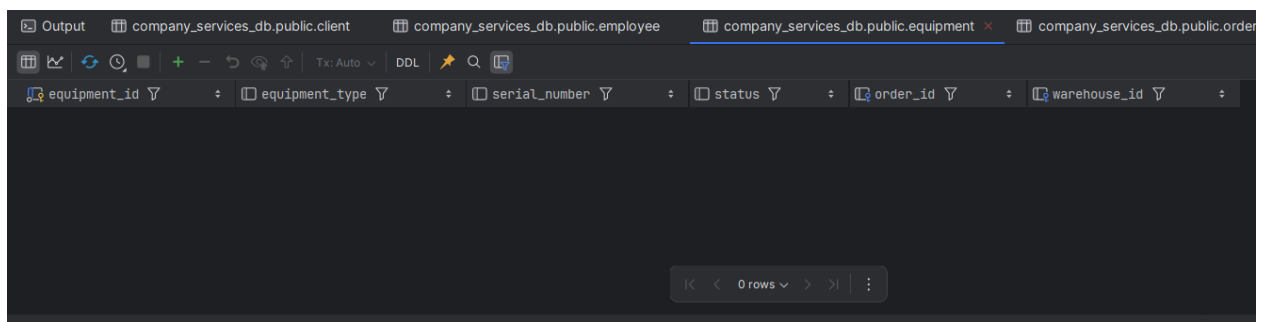 Output company_services_db.public.client company_services_db.public.employee company_services_db.public.equipment × company_services_db.public.order
Tx: Auto DDL
equipment_id equipment_type serial_number status order_id warehouse_id
0 rows